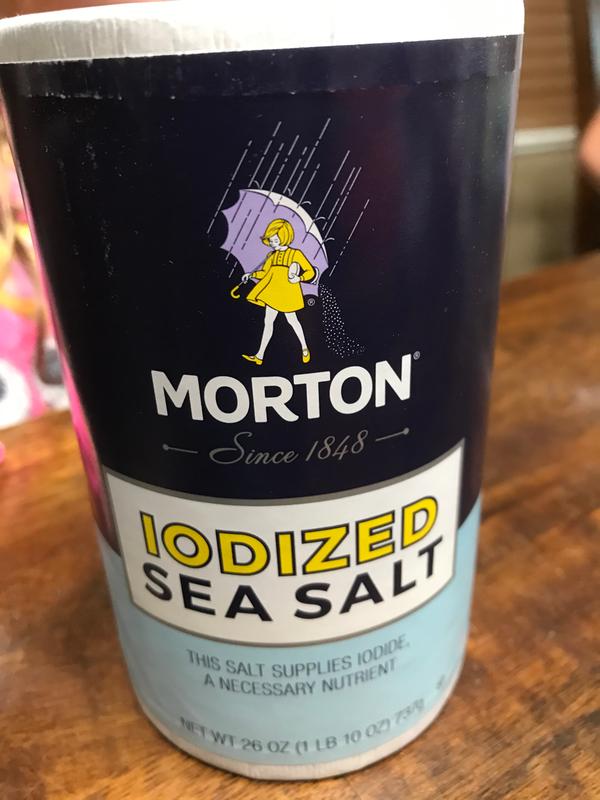 MORTON®
Since 1848
IODIZED
SEA SALT
THIS SALT SUPPLIES IODIDE,
A NECESSARY NUTRIENT
NET WT 26 OZ (1 LB 10 OZ) 737g